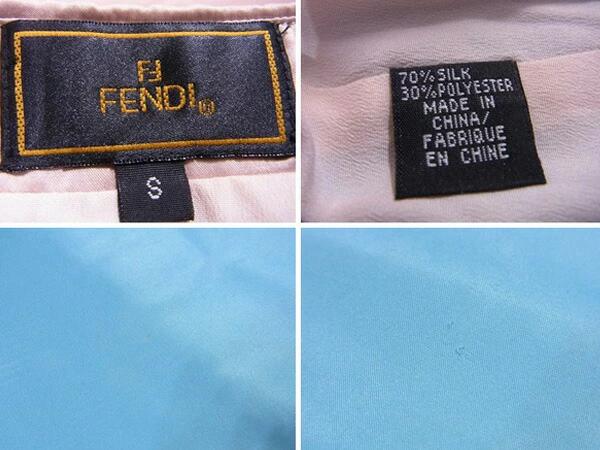 FF
FENDI®
S
70% SILK
30% POLYESTER
MADE IN
CHINA/
FABRIQUE
EN CHINE